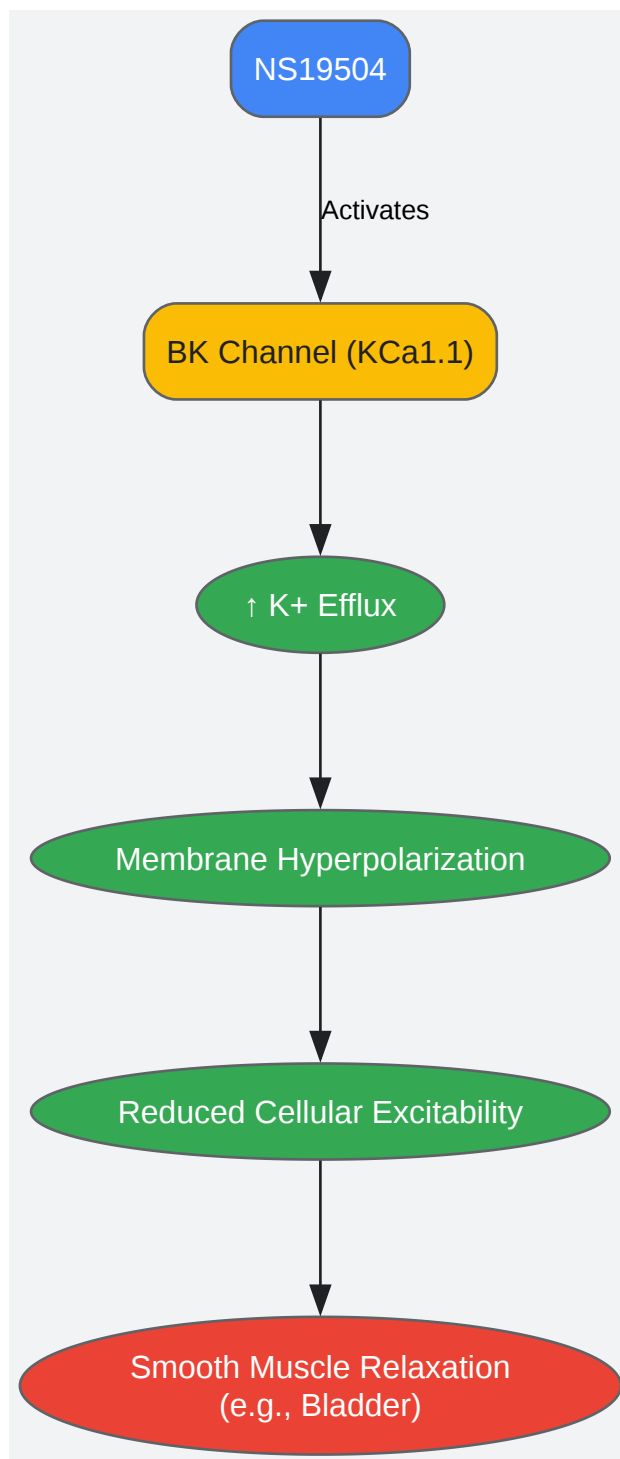 NS19504
Activates
BK Channel (KCa1.1)
↑ K+ Efflux
Membrane Hyperpolarization
Reduced Cellular Excitability
Smooth Muscle Relaxation
(e.g., Bladder)